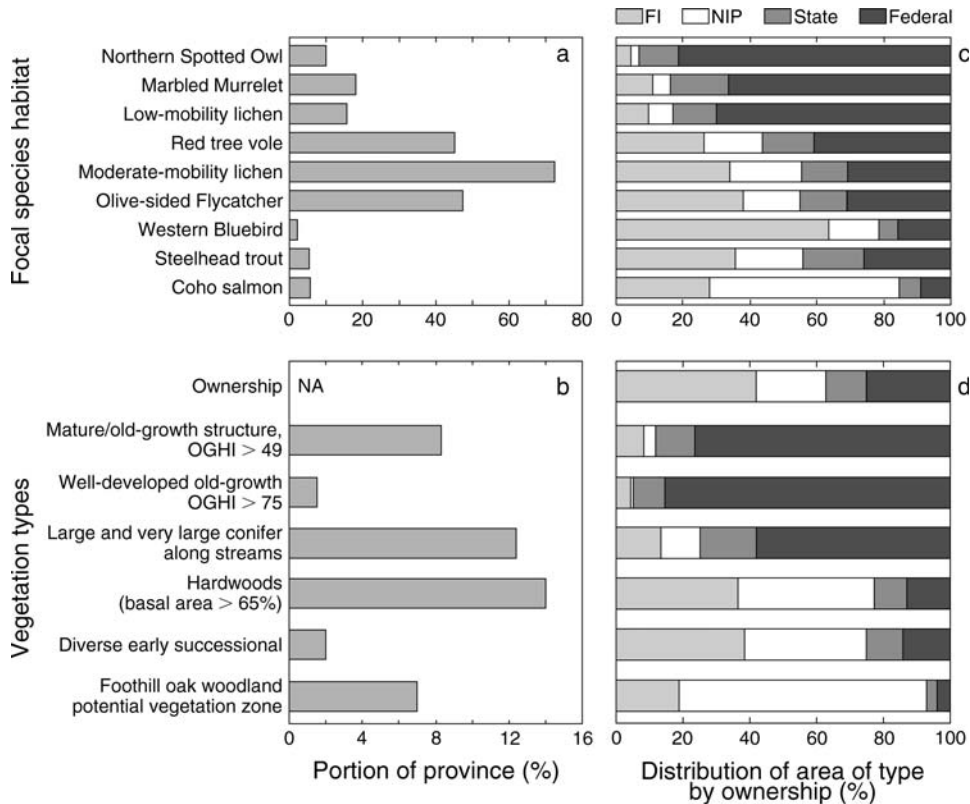 FI NIP State Federal
Focal species habitat
a
c
Northern Spotted Owl
Marbled Murrelet
Low-mobility lichen
Red tree vole
Moderate-mobility lichen
Olive-sided Flycatcher
Western Bluebird
Steelhead trout
Coho salmon
0 20 40 60 80
0 20 40 60 80 100
Vegetation types
b
d
Ownership NA
Mature/old-growth structure,
OGHI > 49
Well-developed old-growth
OGHI > 75
Large and very large conifer
along streams
Hardwoods
(basal area > 65%)
Diverse early successional
Foothill oak woodland
potential vegetation zone
0 4 8 12 16
0 20 40 60 80 100
Portion of province (%)
Distribution of area of type
by ownership (%)